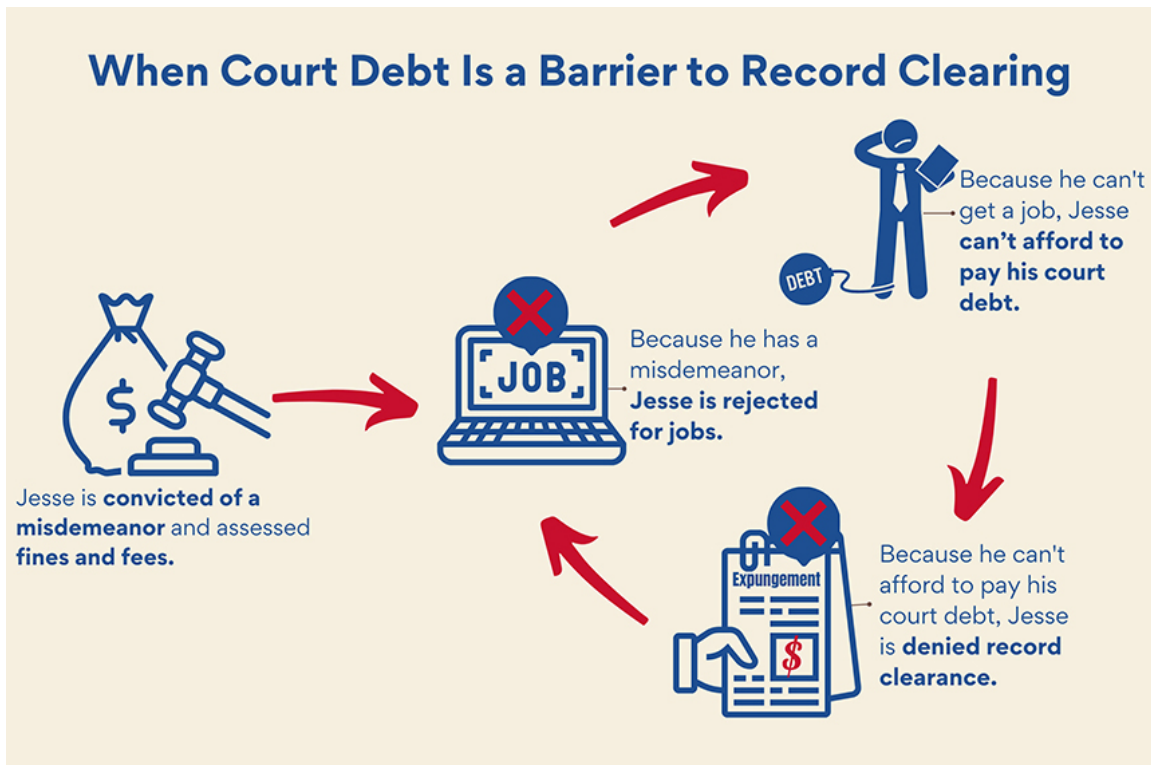 When Court Debt Is a Barrier to Record Clearing
Because he can't
get a job, Jesse
can’t afford to
pay his court
debt.
DEBT
JOB
Because he has a
misdemeanor,
Jesse is rejected
for jobs.
$
Jesse is convicted of a
misdemeanor and assessed
fines and fees.
Expungement
$
Because he can't
afford to pay his
court debt, Jesse
is denied record
clearance.